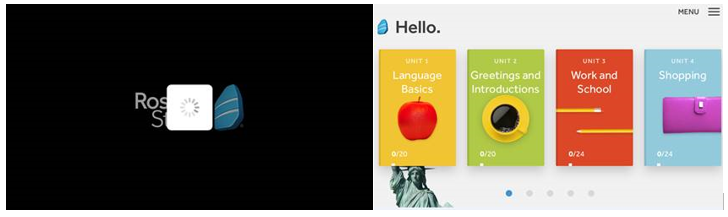 MENU
Hello.
UNIT 1
Language
Basics
0/20
UNIT 2
Greetings and
Introductions
0/20
UNIT 3
Work and
School
0/24
UNIT 4
Shopping
0/24